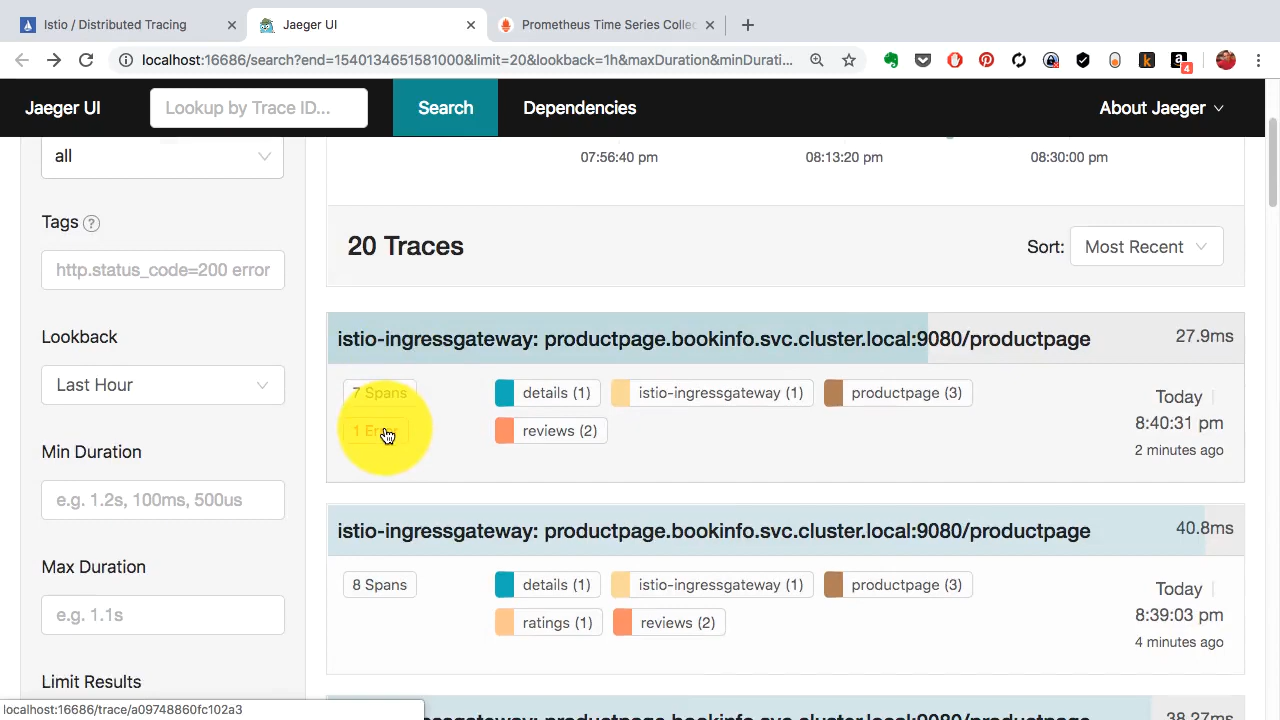 Istio / Distributed Tracing
Jaeger UI
Prometheus Time Series Collec
localhost:16686/search?end=1540134651581000&limit=20&lookback=1h&maxDuration&minDurati...
4
Jaeger UI
Lookup by Trace ID...
Search
Dependencies
About Jaeger
all
07:56:40 pm
08:13:20 pm
08:30:00 pm
Tags ?
http.status_code=200 error
20 Traces
Sort: Most Recent
Lookback
Last Hour
istio-ingressgateway: productpage.bookinfo.svc.cluster.local:9080/productpage
27.9ms
7 Spans
details (1)
istio-ingressgateway (1)
productpage (3)
Today
1 Error
reviews (2)
8:40:31 pm
2 minutes ago
Min Duration
e.g. 1.2s, 100ms, 500us
istio-ingressgateway: productpage.bookinfo.svc.cluster.local:9080/productpage
40.8ms
Max Duration
e.g. 1.1s
8 Spans
details (1)
istio-ingressgateway (1)
productpage (3)
Today
ratings (1)
reviews (2)
8:39:03 pm
4 minutes ago
Limit Results
localhost:16686/trace/a09748860fc102a3
gateway: productpage.bookinfo.svc.cluster.local:9080/productpage
38.27ms